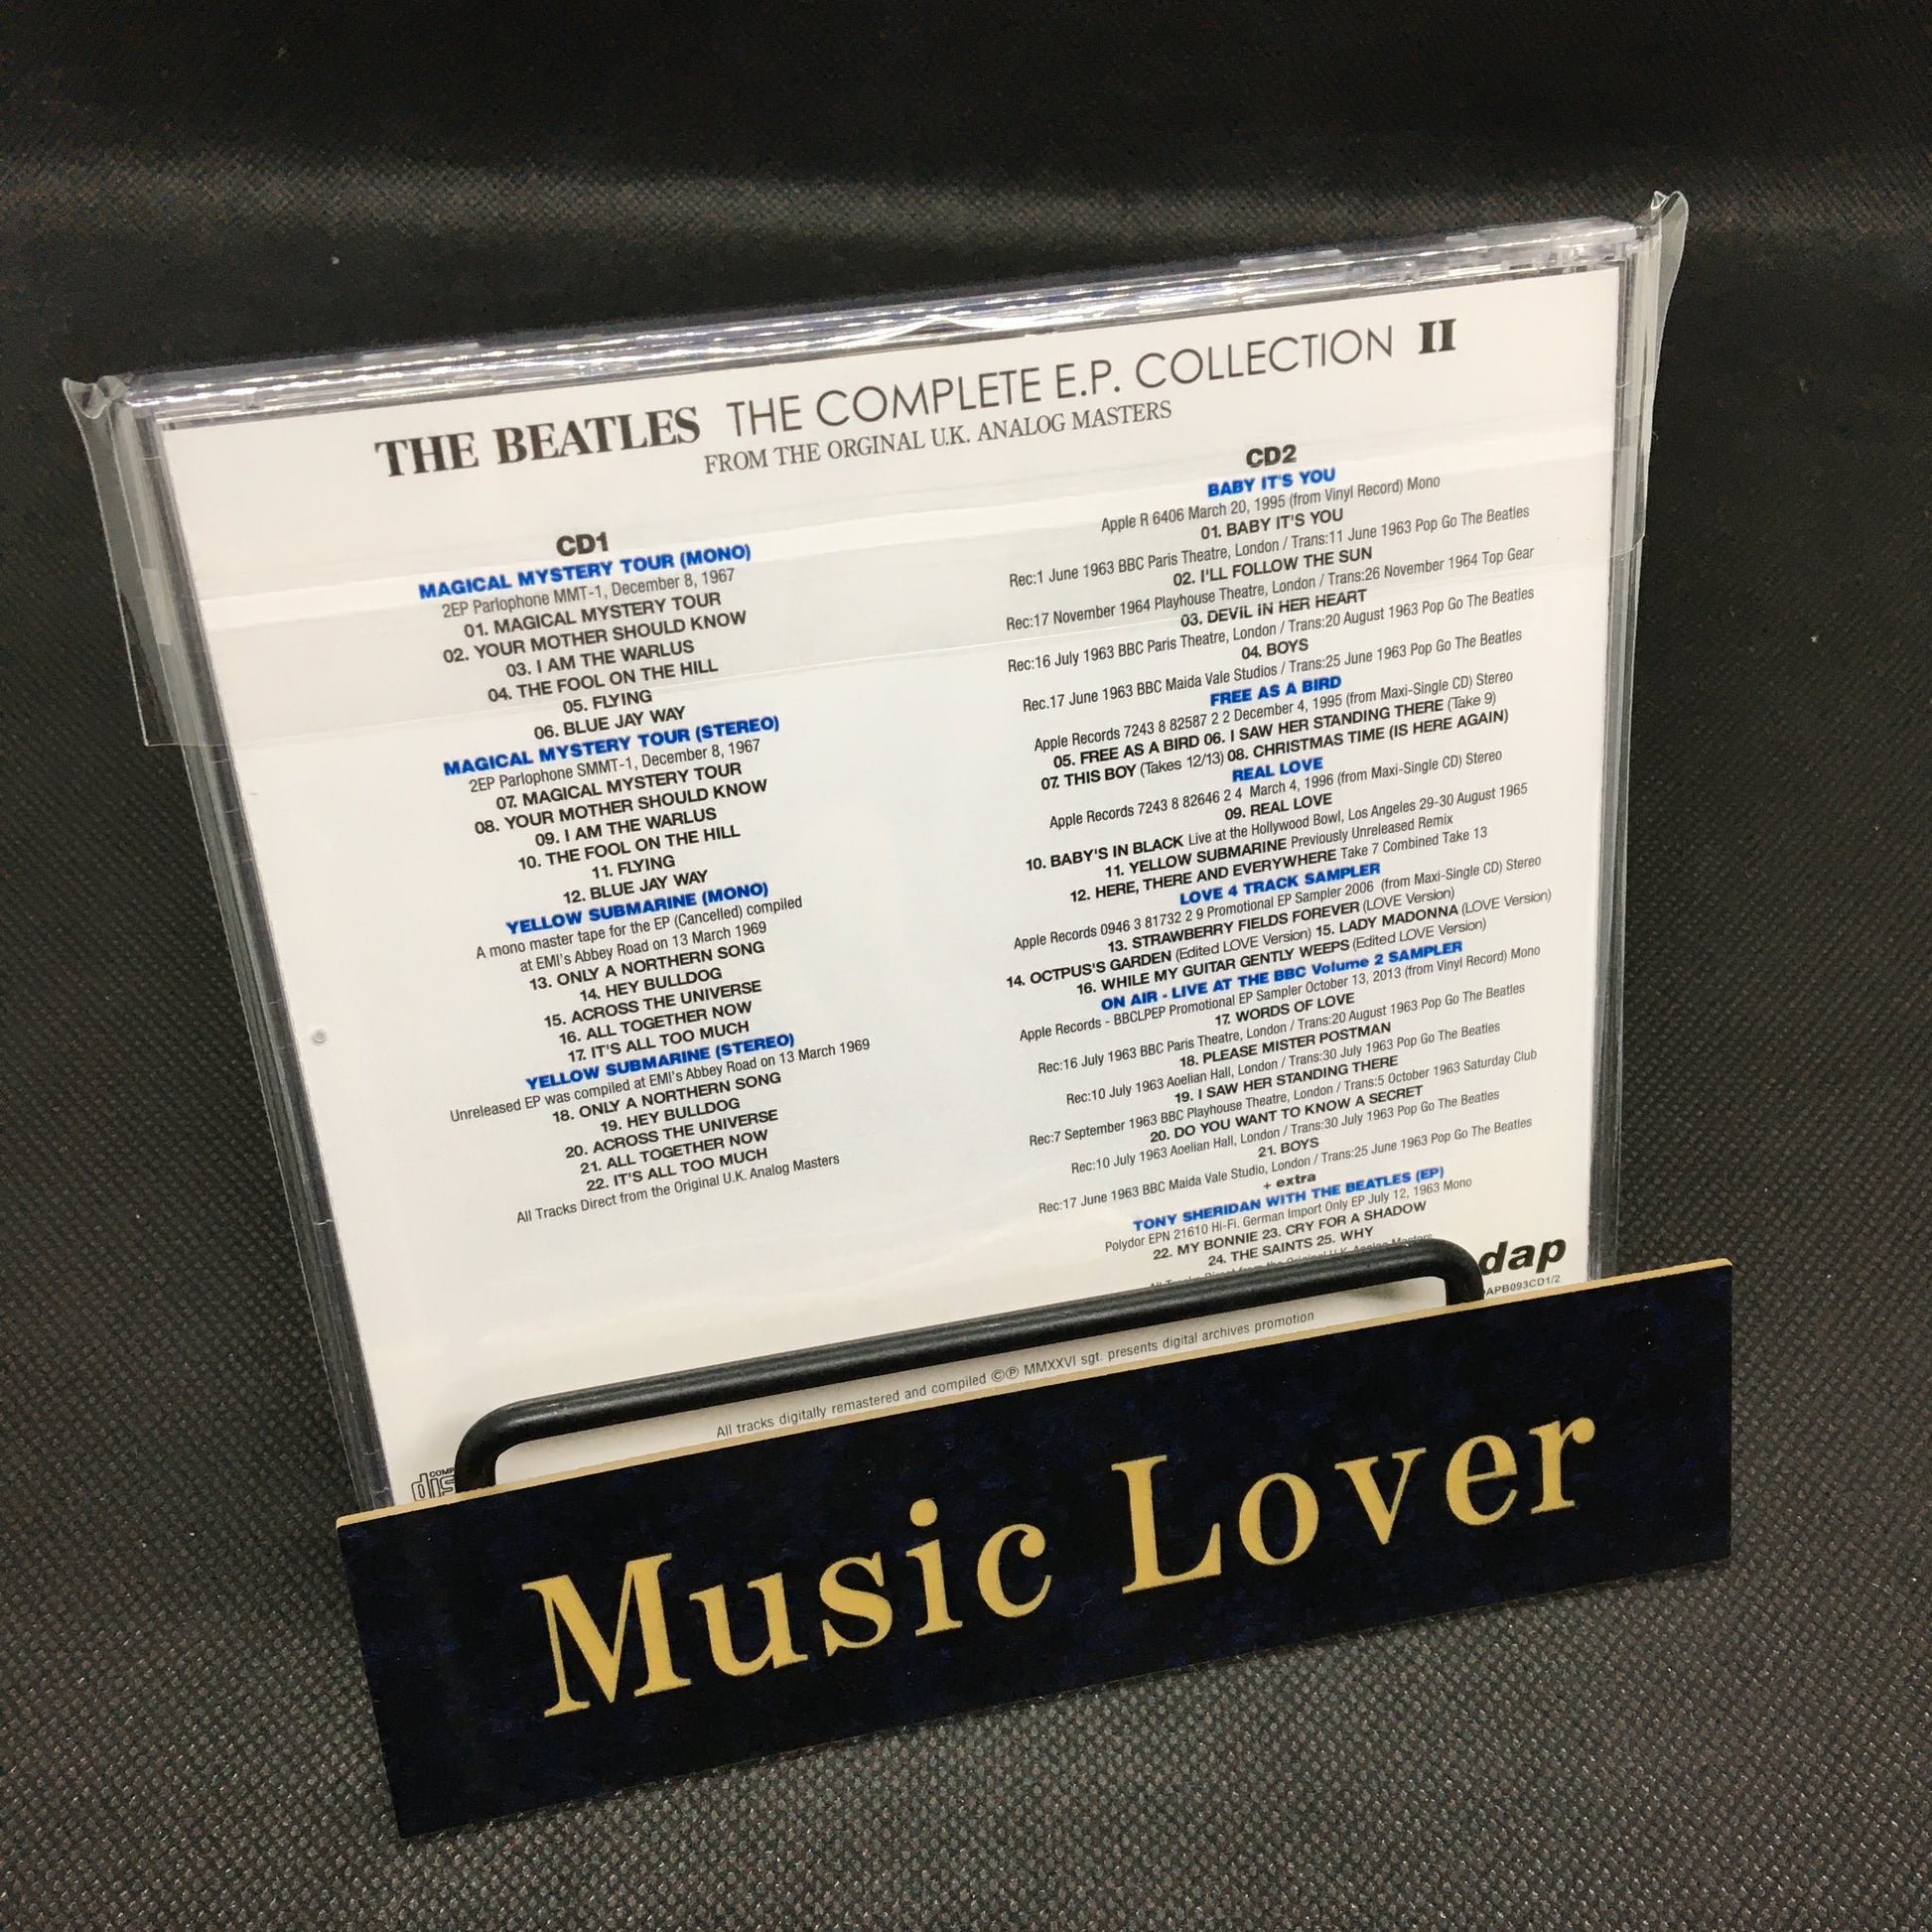 THE BEATLES THE COMPLETE E.P. COLLECTION II
FROM THE ORGINAL U.K. ANALOG MASTERS
CD1
MAGICAL MYSTERY TOUR (MONO)
2EP Parlophone MMT-1, December 8, 1967
01. MAGICAL MYSTERY TOUR
02. YOUR MOTHER SHOULD KNOW
03. I AM THE WARLUS
04. THE FOOL ON THE HILL
05. FLYING
06. BLUE JAY WAY
MAGICAL MYSTERY TOUR (STEREO)
2EP Parlophone SMMT-1, December 8, 1967
07. MAGICAL MYSTERY TOUR
08. YOUR MOTHER SHOULD KNOW
09. I AM THE WARLUS
10. THE FOOL ON THE HILL
11. FLYING
12. BLUE JAY WAY
YELLOW SUBMARINE (MONO)
A mono master tape for the EP (Cancelled) compiled
at EMI's Abbey Road on 13 March 1969
13. ONLY A NORTHERN SONG
14. HEY BULLDOG
15. ACROSS THE UNIVERSE
16. ALL TOGETHER NOW
17. IT'S ALL TOO MUCH
YELLOW SUBMARINE (STEREO)
Unreleased EP was compiled at EMI's Abbey Road on 13 March 1969
18. ONLY A NORTHERN SONG
19. HEY BULLDOG
20. ACROSS THE UNIVERSE
21. ALL TOGETHER NOW
22. IT'S ALL TOO MUCH
All Tracks Direct from the Original U.K. Analog Masters
CD2
BABY IT'S YOU
Apple R 6406 March 20, 1995 (from Vinyl Record) Mono
01. BABY IT'S YOU
Rec:1 June 1963 BBC Paris Theatre, London / Trans:11 June 1963 Pop Go The Beatles
02. I'LL FOLLOW THE SUN
Rec:17 November 1964 Playhouse Theatre, London / Trans:26 November 1964 Top Gear
03. DEVIL IN HER HEART
Rec:16 July 1963 BBC Paris Theatre, London / Trans:20 August 1963 Pop Go The Beatles
04. BOYS
Rec.17 June 1963 BBC Maida Vale Studios / Trans:25 June 1963 Pop Go The Beatles
FREE AS A BIRD
Apple Records 7243 8 82587 2 2 December 4, 1995 (from Maxi-Single CD) Stereo
05. FREE AS A BIRD 06. I SAW HER STANDING THERE (Take 9)
07. THIS BOY (Takes 12/13) 08. CHRISTMAS TIME (IS HERE AGAIN)
REAL LOVE
Apple Records 7243 8 82646 2 4 March 4, 1996 (from Maxi-Single CD) Stereo
09. REAL LOVE
10. BABY'S IN BLACK Live at the Hollywood Bowl, Los Angeles 29-30 August 1965
11. YELLOW SUBMARINE Previously Unreleased Remix
12. HERE, THERE AND EVERYWHERE Take 7 Combined Take 13
LOVE 4 TRACK SAMPLER
Apple Records 0946 3 81732 2 9 Promotional EP Sampler 2006 (from Maxi-Single CD) Stereo
13. STRAWBERRY FIELDS FOREVER (LOVE Version)
14. OCTPUS'S GARDEN (Edited LOVE Version) 15. LADY MADONNA (LOVE Version)
16. WHILE MY GUITAR GENTLY WEEPS (Edited LOVE Version)
ON AIR - LIVE AT THE BBC Volume 2 SAMPLER
Apple Records - BBCLPEP Promotional EP Sampler October 13, 2013 (from Vinyl Record) Mono
17. WORDS OF LOVE
Rec:16 July 1963 BBC Paris Theatre, London / Trans:20 August 1963 Pop Go The Beatles
18. PLEASE MISTER POSTMAN
Rec:10 July 1963 Aoelian Hall, London / Trans:30 July 1963 Pop Go The Beatles
19. I SAW HER STANDING THERE
Rec:7 September 1963 BBC Playhouse Theatre, London / Trans:5 October 1963 Saturday Club
20. DO YOU WANT TO KNOW A SECRET
Rec:10 July 1963 Aoelian Hall, London / Trans:30 July 1963 Pop Go The Beatles
21. BOYS
Rec:17 June 1963 BBC Maida Vale Studio, London / Trans:25 June 1963 Pop Go The Beatles
+ extra
TONY SHERIDAN WITH THE BEATLES (EP)
Polydor EPN 21610 Hi-Fi. German Import Only EP July 12, 1963 Mono
22. MY BONNIE 23. CRY FOR A SHADOW
24. THE SAINTS 25. WHY
dap
APB093CD1/2
All tracks digitally remastered and compiled ©℗ MMXXVI sgt. presents digital archives promotion
Music Lover